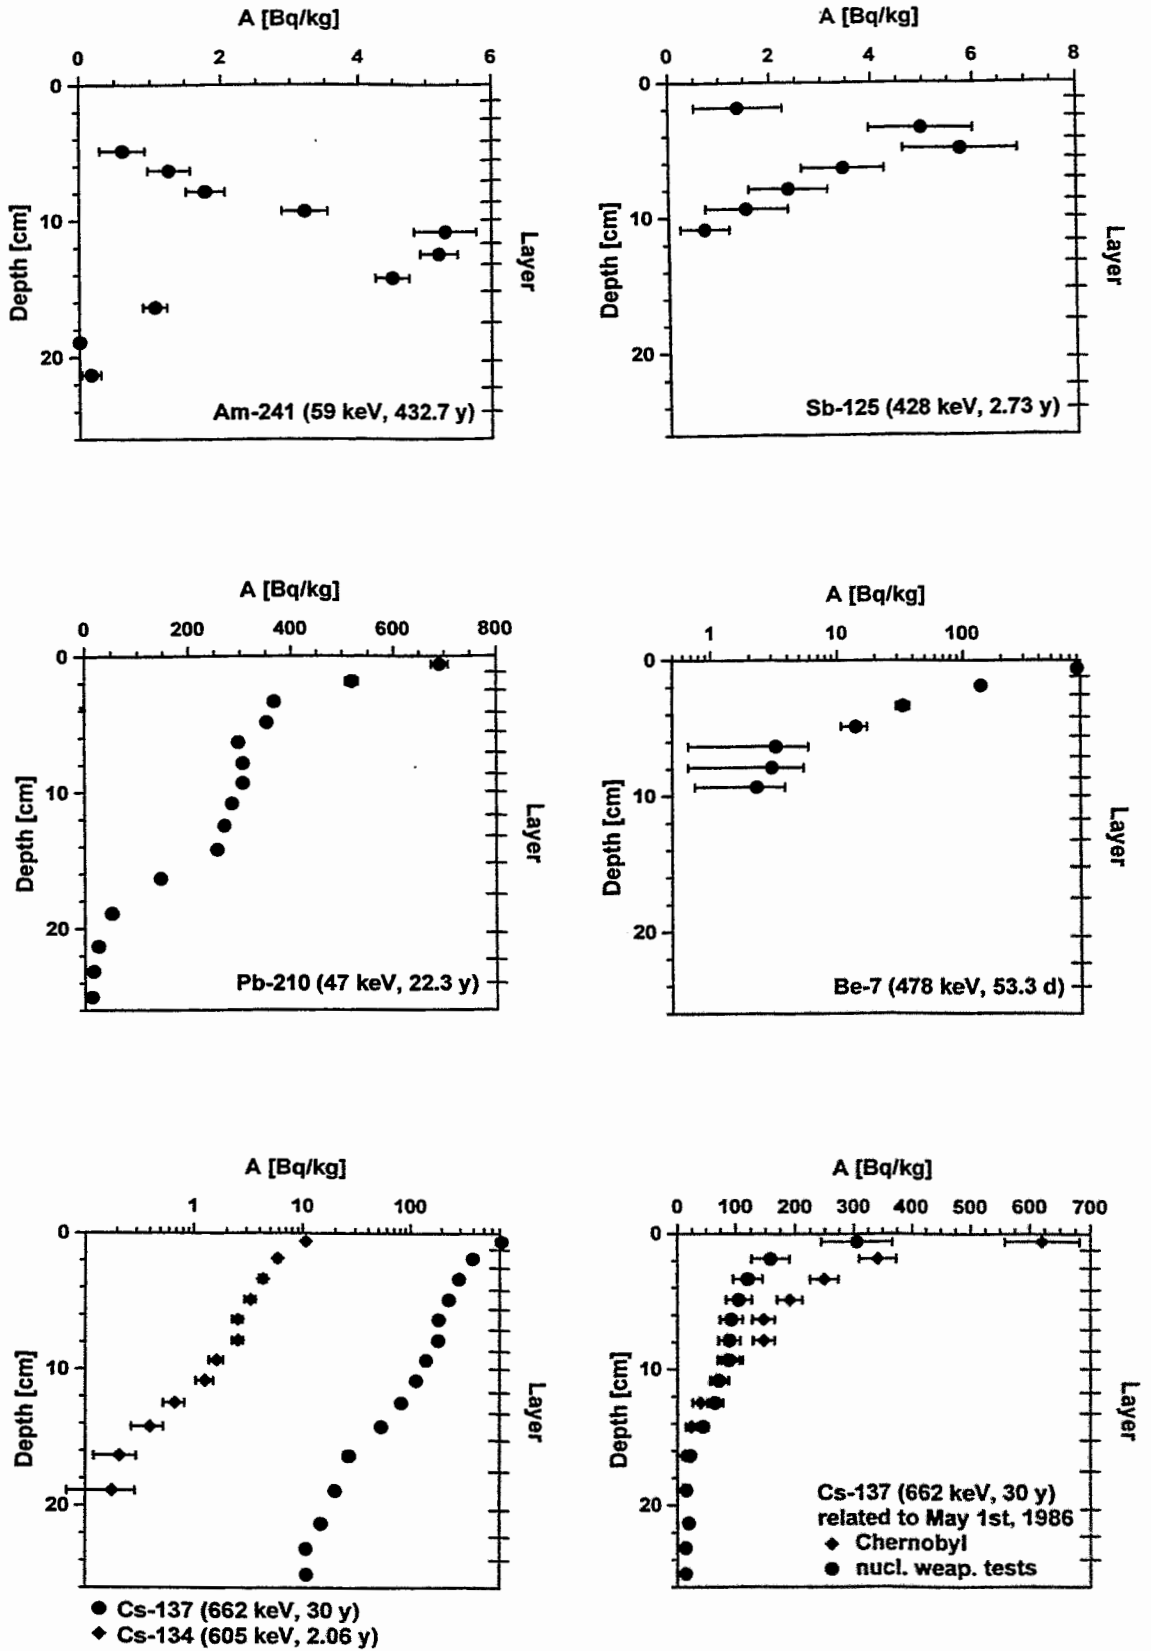 A [Bq/kg]
0 2 4 6
0
10
20
Depth [cm]
Layer
Am-241 (59 keV, 432.7 y)
A [Bq/kg]
0 2 4 6 8
0
10
20
Depth [cm]
Layer
Sb-125 (428 keV, 2.73 y)
A [Bq/kg]
0 200 400 600 800
0
10
20
Depth [cm]
Layer
Pb-210 (47 keV, 22.3 y)
A [Bq/kg]
1 10 100
0
10
20
Depth [cm]
Layer
Be-7 (478 keV, 53.3 d)
A [Bq/kg]
1 10 100
0
10
20
Depth [cm]
Layer
Cs-137 (662 keV, 30 y)
Cs-134 (605 keV, 2.06 y)
A [Bq/kg]
0 100 200 300 400 500 600 700
0
10
20
Depth [cm]
Layer
Cs-137 (662 keV, 30 y)
related to May 1st, 1986
Chernobyl
nucl. weap. tests